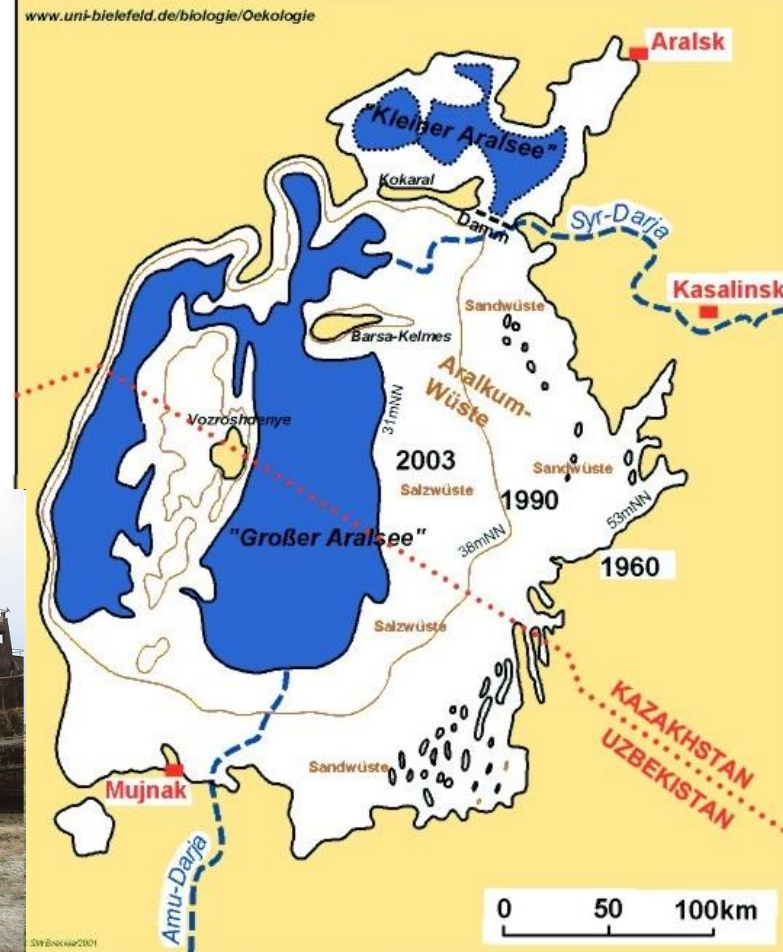 www.uni-bielefeld.de/biologie/Oekologie
Aralsk
"Kleiner Aralsee"
Kokaral
Damm
Syr-Darja
Kasalinsk
Sandwüste
Barsa-Kelmes
Aralkum-
Wüste
31mNN
Vozroshdenye
2003
Sandwüste
Salzwüste
1990
53mNN
"Großer Aralsee"
38mNN
1960
Salzwüste
KAZAKHSTAN
UZBEKISTAN
Sandwüste
Mujnak
Amu-Darja
0 50 100km